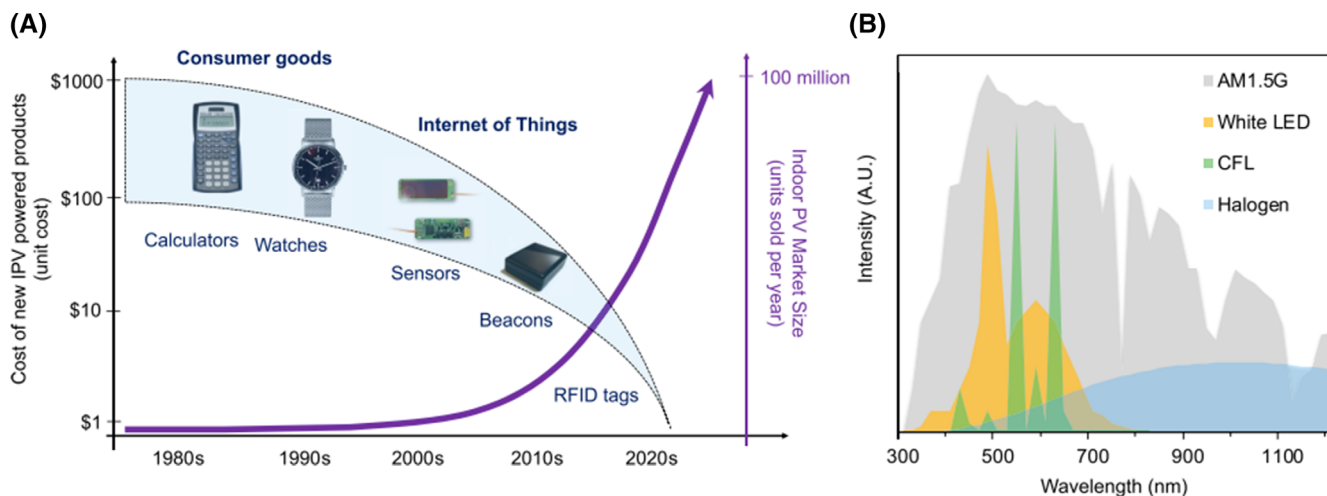 (A)
Consumer goods
$1000
100 million
Internet of Things
Cost of new IPV powered products
(unit cost)
$100
Calculators
Watches
Sensors
Indoor PV Market Size
(units sold per year)
$10
Beacons
RFID tags
$1
1980s
1990s
2000s
2010s
2020s
(B)
AM1.5G
White LED
CFL
Halogen
Intensity (A.U.)
300
500
700
900
1100
Wavelength (nm)